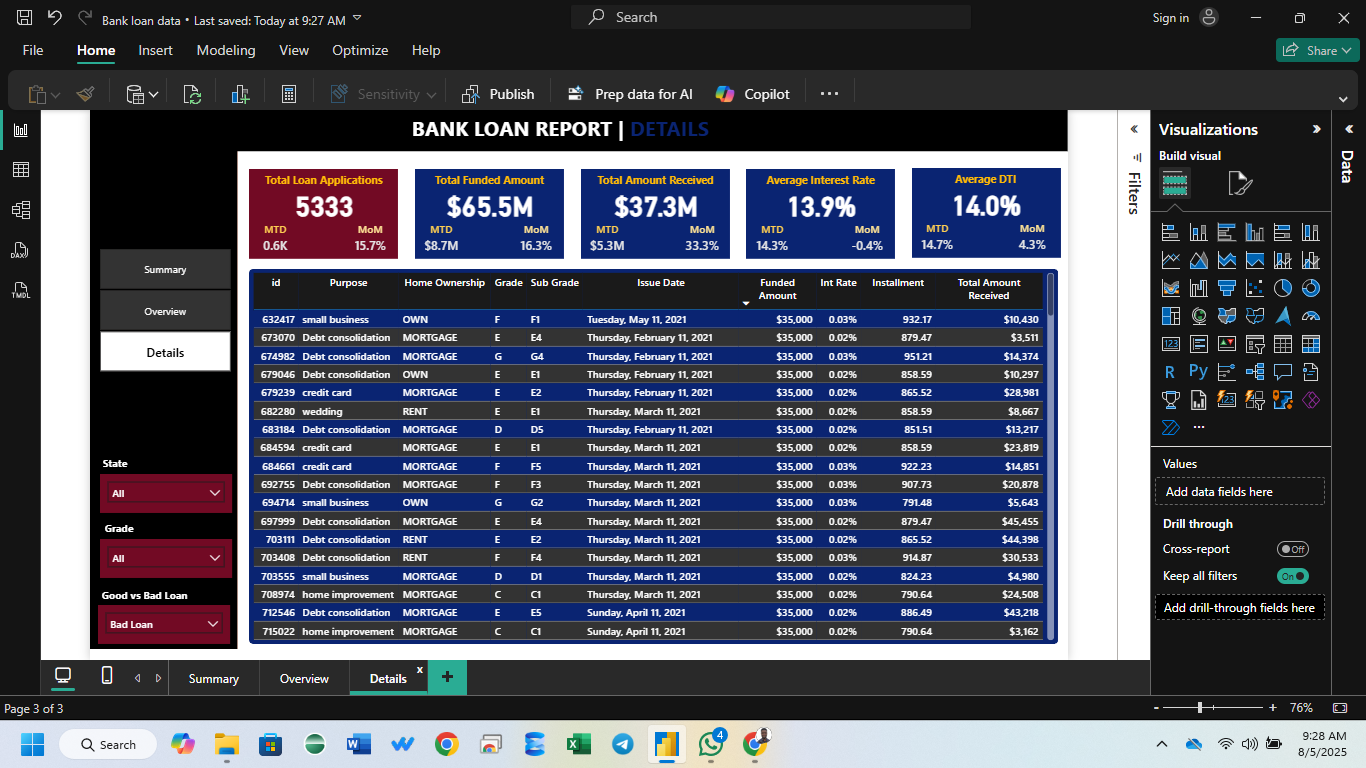 Bank loan data • Last saved: Today at 9:27 AM
Search
Sign in
File Home Insert Modeling View Optimize Help
Share
Sensitivity
Publish
Prep data for AI
Copilot
BANK LOAN REPORT | DETAILS
Total Loan Applications
5333
MTD MoM
0.6K 15.7%
Total Funded Amount
$65.5M
MTD MoM
$8.7M 16.3%
Total Amount Received
$37.3M
MTD MoM
$5.3M 33.3%
Average Interest Rate
13.9%
MTD MoM
14.3% -0.4%
Average DTI
14.0%
MTD MoM
14.7% 4.3%
Summary
Overview
Details
State
All
Grade
All
Good vs Bad Loan
Bad Loan
id Purpose Home Ownership Grade Sub Grade Issue Date Funded Amount Int Rate Installment Total Amount Received
632417 small business OWN F F1 Tuesday, May 11, 2021 $35,000 0.03% 932.17 $10,430
673070 Debt consolidation MORTGAGE E E4 Thursday, February 11, 2021 $35,000 0.02% 879.47 $3,511
674982 Debt consolidation MORTGAGE G G4 Thursday, February 11, 2021 $35,000 0.03% 951.21 $14,374
679046 Debt consolidation OWN E E1 Thursday, February 11, 2021 $35,000 0.02% 858.59 $10,297
679239 credit card MORTGAGE E E2 Thursday, February 11, 2021 $35,000 0.02% 865.52 $28,981
682280 wedding RENT E E1 Thursday, March 11, 2021 $35,000 0.02% 858.59 $8,667
683184 Debt consolidation MORTGAGE D D5 Thursday, February 11, 2021 $35,000 0.02% 851.51 $13,217
684594 credit card MORTGAGE E E1 Thursday, March 11, 2021 $35,000 0.02% 858.59 $23,819
684661 credit card MORTGAGE F F5 Thursday, March 11, 2021 $35,000 0.03% 922.23 $14,851
692755 Debt consolidation MORTGAGE F F3 Thursday, March 11, 2021 $35,000 0.02% 907.73 $20,878
694714 small business OWN G G2 Thursday, March 11, 2021 $35,000 0.03% 791.48 $5,643
697999 Debt consolidation MORTGAGE E E4 Thursday, March 11, 2021 $35,000 0.02% 879.47 $45,455
703111 Debt consolidation RENT E E2 Thursday, March 11, 2021 $35,000 0.02% 865.52 $44,398
703408 Debt consolidation RENT F F4 Thursday, March 11, 2021 $35,000 0.02% 914.87 $30,533
703555 small business MORTGAGE D D1 Thursday, March 11, 2021 $35,000 0.02% 824.23 $4,980
708974 home improvement MORTGAGE C C1 Thursday, March 11, 2021 $35,000 0.02% 790.64 $24,508
712546 Debt consolidation MORTGAGE E E5 Sunday, April 11, 2021 $35,000 0.02% 886.49 $43,218
715022 home improvement MORTGAGE C C1 Sunday, April 11, 2021 $35,000 0.02% 790.64 $3,162
Filters
Visualizations
Build visual
123
R Py
123
Values
Add data fields here
Drill through
Cross-report Off
Keep all filters On
Add drill-through fields here
Data
DAX
TMDL
Summary Overview Details x +
Page 3 of 3
- + 76%
Search
4
9:28 AM
8/5/2025